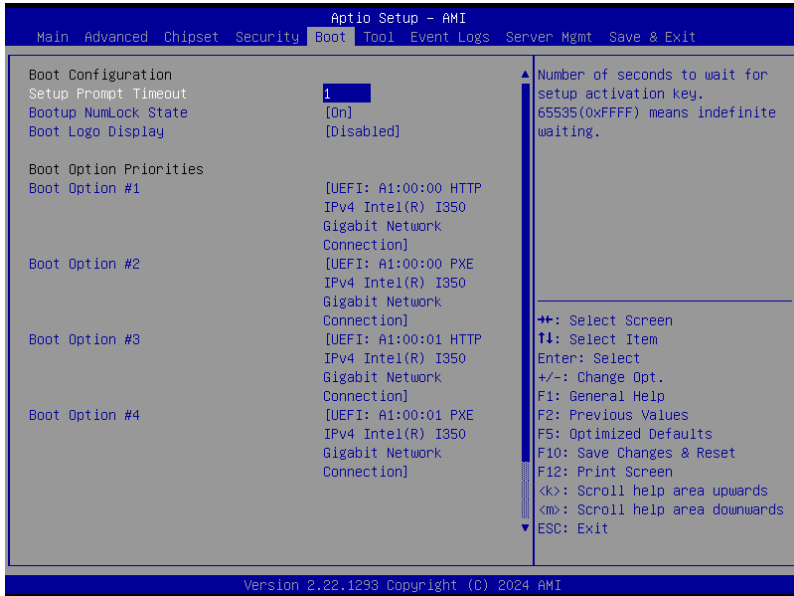 Aptio Setup – AMI
Main Advanced Chipset Security Boot Tool Event Logs Server Mgmt Save & Exit
Boot Configuration
Setup Prompt Timeout 1
Bootup NumLock State [On]
Boot Logo Display [Disabled]
Boot Option Priorities
Boot Option #1 [UEFI: A1:00:00 HTTP
IPv4 Intel(R) I350
Gigabit Network
Connection]
Boot Option #2 [UEFI: A1:00:00 PXE
IPv4 Intel(R) I350
Gigabit Network
Connection]
Boot Option #3 [UEFI: A1:00:01 HTTP
IPv4 Intel(R) I350
Gigabit Network
Connection]
Boot Option #4 [UEFI: A1:00:01 PXE
IPv4 Intel(R) I350
Gigabit Network
Connection]
Number of seconds to wait for
setup activation key.
65535(0xFFFF) means indefinite
waiting.
→←: Select Screen
↑↓: Select Item
Enter: Select
+/-: Change Opt.
F1: General Help
F2: Previous Values
F5: Optimized Defaults
F10: Save Changes & Reset
F12: Print Screen
<k>: Scroll help area upwards
<m>: Scroll help area downwards
ESC: Exit
Version 2.22.1293 Copyright (C) 2024 AMI